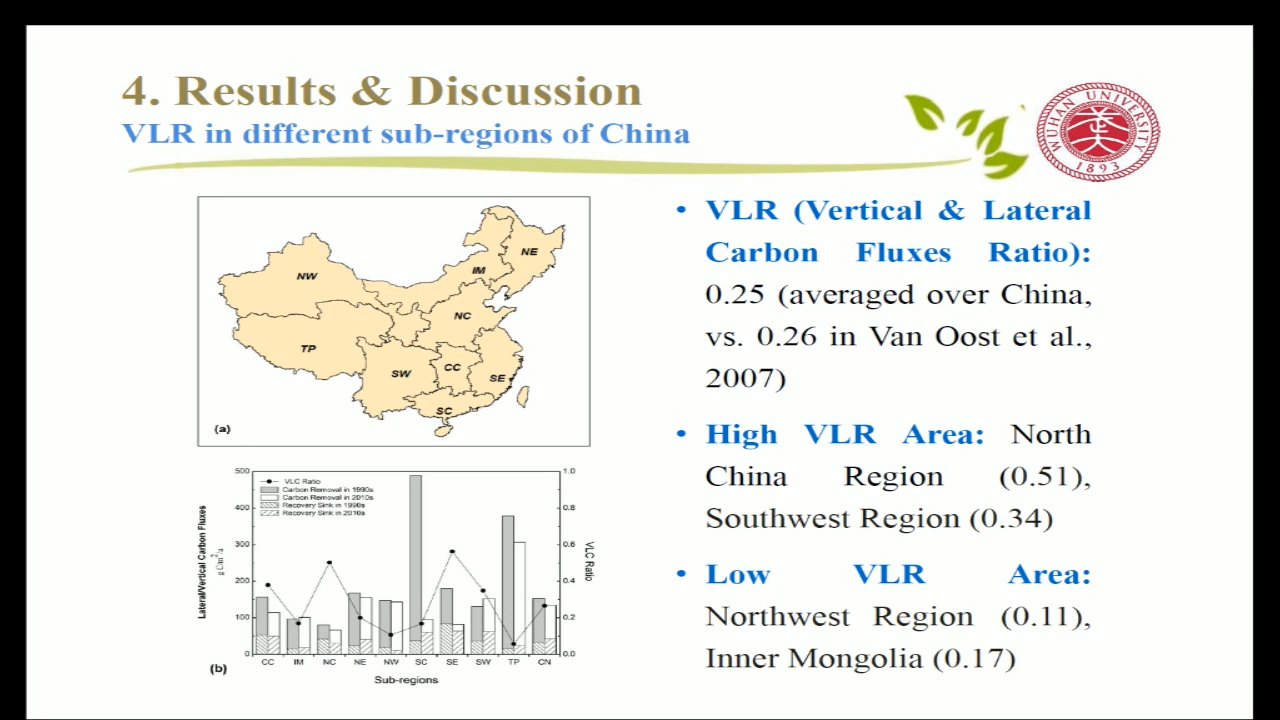 4. Results & Discussion
VLR in different sub-regions of China
WUHAN UNIVERSITY
1893
NW
NE
IM
NC
TP
SW
CC
SE
SC
(a)
• VLR (Vertical & Lateral
Carbon Fluxes Ratio):
0.25 (averaged over China,
vs. 0.26 in Van Oost et al.,
2007)
• High VLR Area: North
China Region (0.51),
Southwest Region (0.34)
• Low VLR Area:
Northwest Region (0.11),
Inner Mongolia (0.17)
500
400
300
200
100
0
Lateral/Vertical Carbon Fluxes
g C/m²/a
VLC Ratio
Carbon Removal in 1990s
Carbon Removal in 2010s
Recovery Sink in 1990s
Recovery Sink in 2010s
1.0
0.8
0.6
0.4
0.2
0.0
VLC Ratio
CC IM NC NE NW SC SE SW TP CN
Sub-regions
(b)